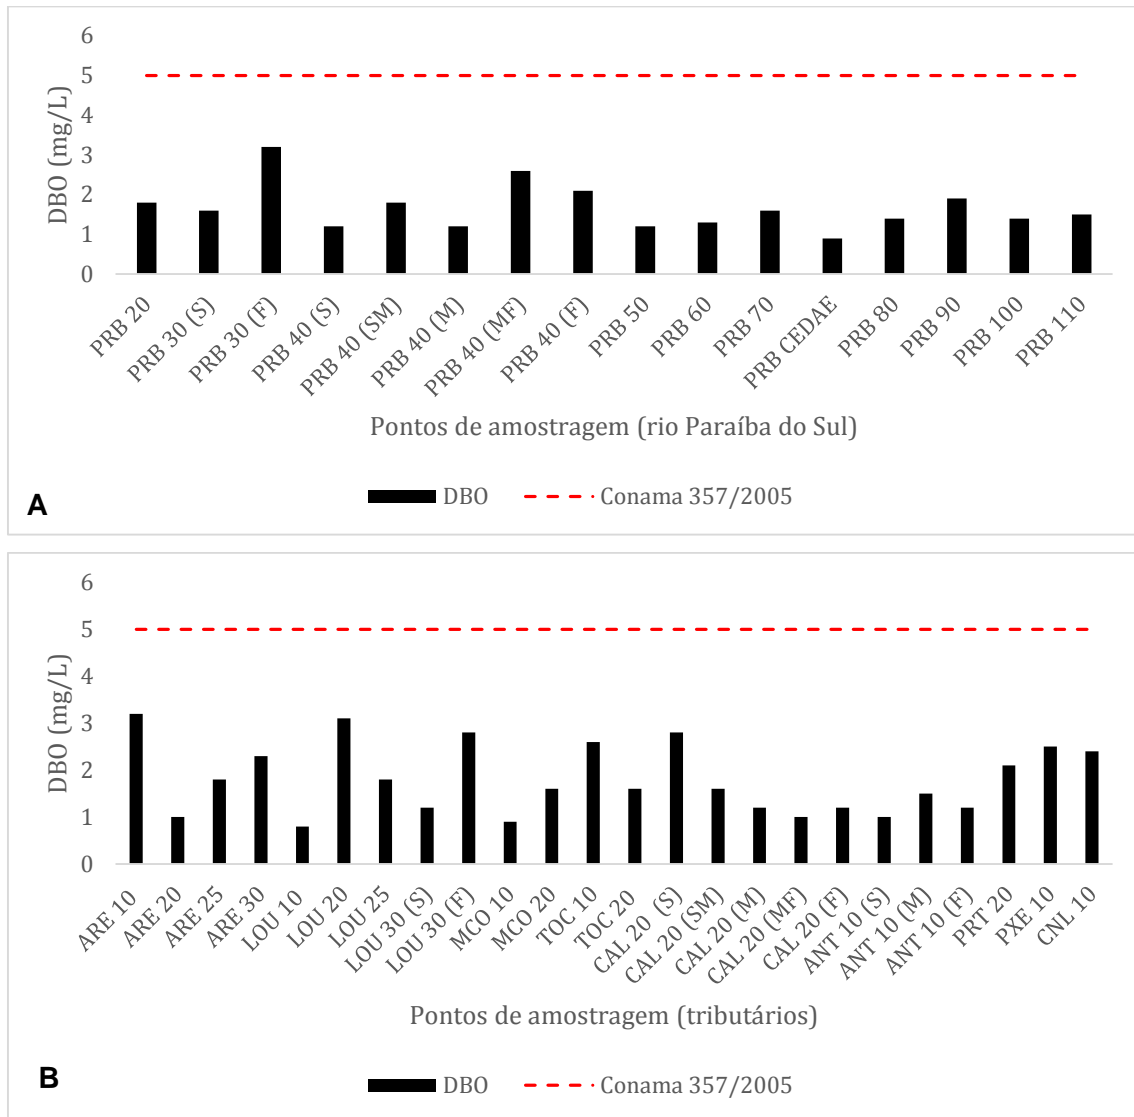 6
5
4
3
2
1
0
DBO (mg/L)
PRB 20
PRB 30 (S)
PRB 30 (F)
PRB 40 (S)
PRB 40 (SM)
PRB 40 (M)
PRB 40 (MF)
PRB 40 (F)
PRB 50
PRB 60
PRB 70
PRB CEDAE
PRB 80
PRB 90
PRB 100
PRB 110
Pontos de amostragem (rio Paraíba do Sul)
DBO Conama 357/2005
A
6
5
4
3
2
1
0
DBO (mg/L)
ARE 10
ARE 20
ARE 25
ARE 30
LOU 10
LOU 20
LOU 25
LOU 30 (S)
LOU 30 (F)
MCO 10
MCO 20
TOC 10
TOC 20
CAL 20 (S)
CAL 20 (SM)
CAL 20 (M)
CAL 20 (MF)
CAL 20 (F)
ANT 10 (S)
ANT 10 (M)
ANT 10 (F)
PRT 20
PXE 10
CNL 10
Pontos de amostragem (tributários)
DBO Conama 357/2005
B